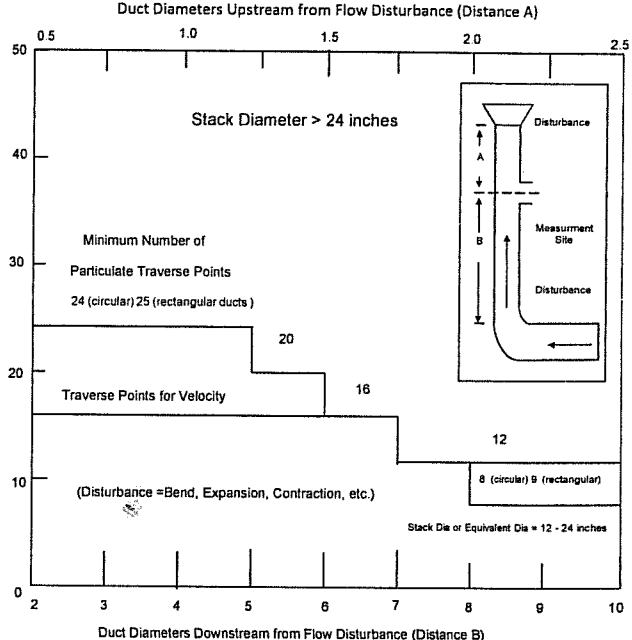 Duct Diameters Upstream from Flow Disturbance (Distance A)
0.5 1.0 1.5 2.0 2.5
50
40
30
20
10
0
Stack Diameter > 24 inches
Disturbance
A
B
Measurment
Site
Disturbance
Minimum Number of
Particulate Traverse Points
24 (circular) 25 (rectangular ducts )
20
16
12
Traverse Points for Velocity
8 (circular) 9 (rectangular)
(Disturbance =Bend, Expansion, Contraction, etc.)
Stack Dia or Equivalent Dia = 12 - 24 inches
2 3 4 5 6 7 8 9 10
Duct Diameters Downstream from Flow Disturbance (Distance B)